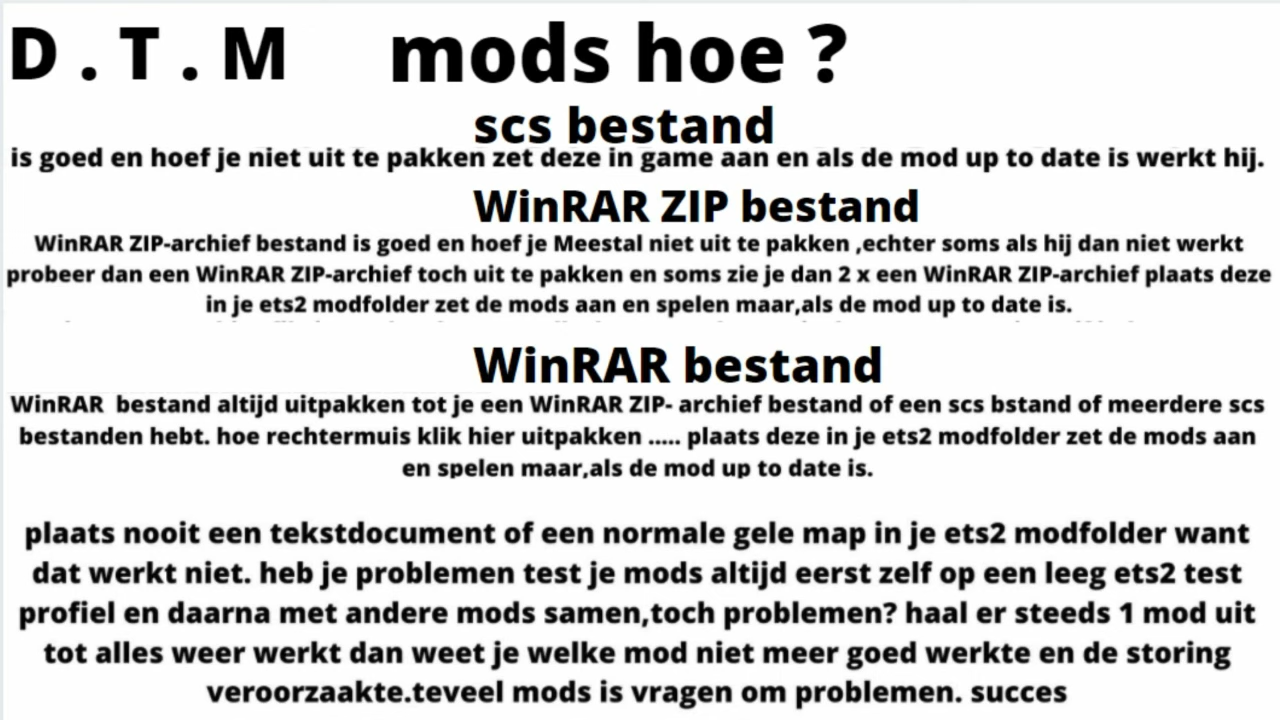 D . T . M mods hoe ?
scs bestand
is goed en hoef je niet uit te pakken zet deze in game aan en als de mod up to date is werkt hij.
WinRAR ZIP bestand
WinRAR ZIP-archief bestand is goed en hoef je Meestal niet uit te pakken ,echter soms als hij dan niet werkt
probeer dan een WinRAR ZIP-archief toch uit te pakken en soms zie je dan 2 x een WinRAR ZIP-archief plaats deze
in je ets2 modfolder zet de mods aan en spelen maar,als de mod up to date is.
WinRAR bestand
WinRAR bestand altijd uitpakken tot je een WinRAR ZIP- archief bestand of een scs bstand of meerdere scs
bestanden hebt. hoe rechtermuis klik hier uitpakken ..... plaats deze in je ets2 modfolder zet de mods aan
en spelen maar,als de mod up to date is.
plaats nooit een tekstdocument of een normale gele map in je ets2 modfolder want
dat werkt niet. heb je problemen test je mods altijd eerst zelf op een leeg ets2 test
profiel en daarna met andere mods samen,toch problemen? haal er steeds 1 mod uit
tot alles weer werkt dan weet je welke mod niet meer goed werkte en de storing
veroorzaakte.teveel mods is vragen om problemen. succes